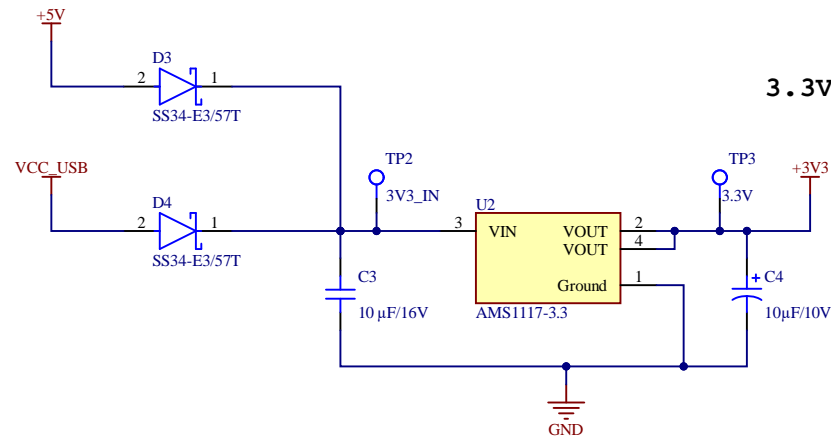 +5V
D3
2
1
SS34-E3/57T
3.3V
VCC_USB
D4
2
1
SS34-E3/57T
TP2
3V3_IN
TP3
3.3V
+3V3
U2
3
VIN
VOUT
2
VOUT
4
Ground
1
AMS1117-3.3
C3
10 µF/16V
+
C4
10µF/10V
GND